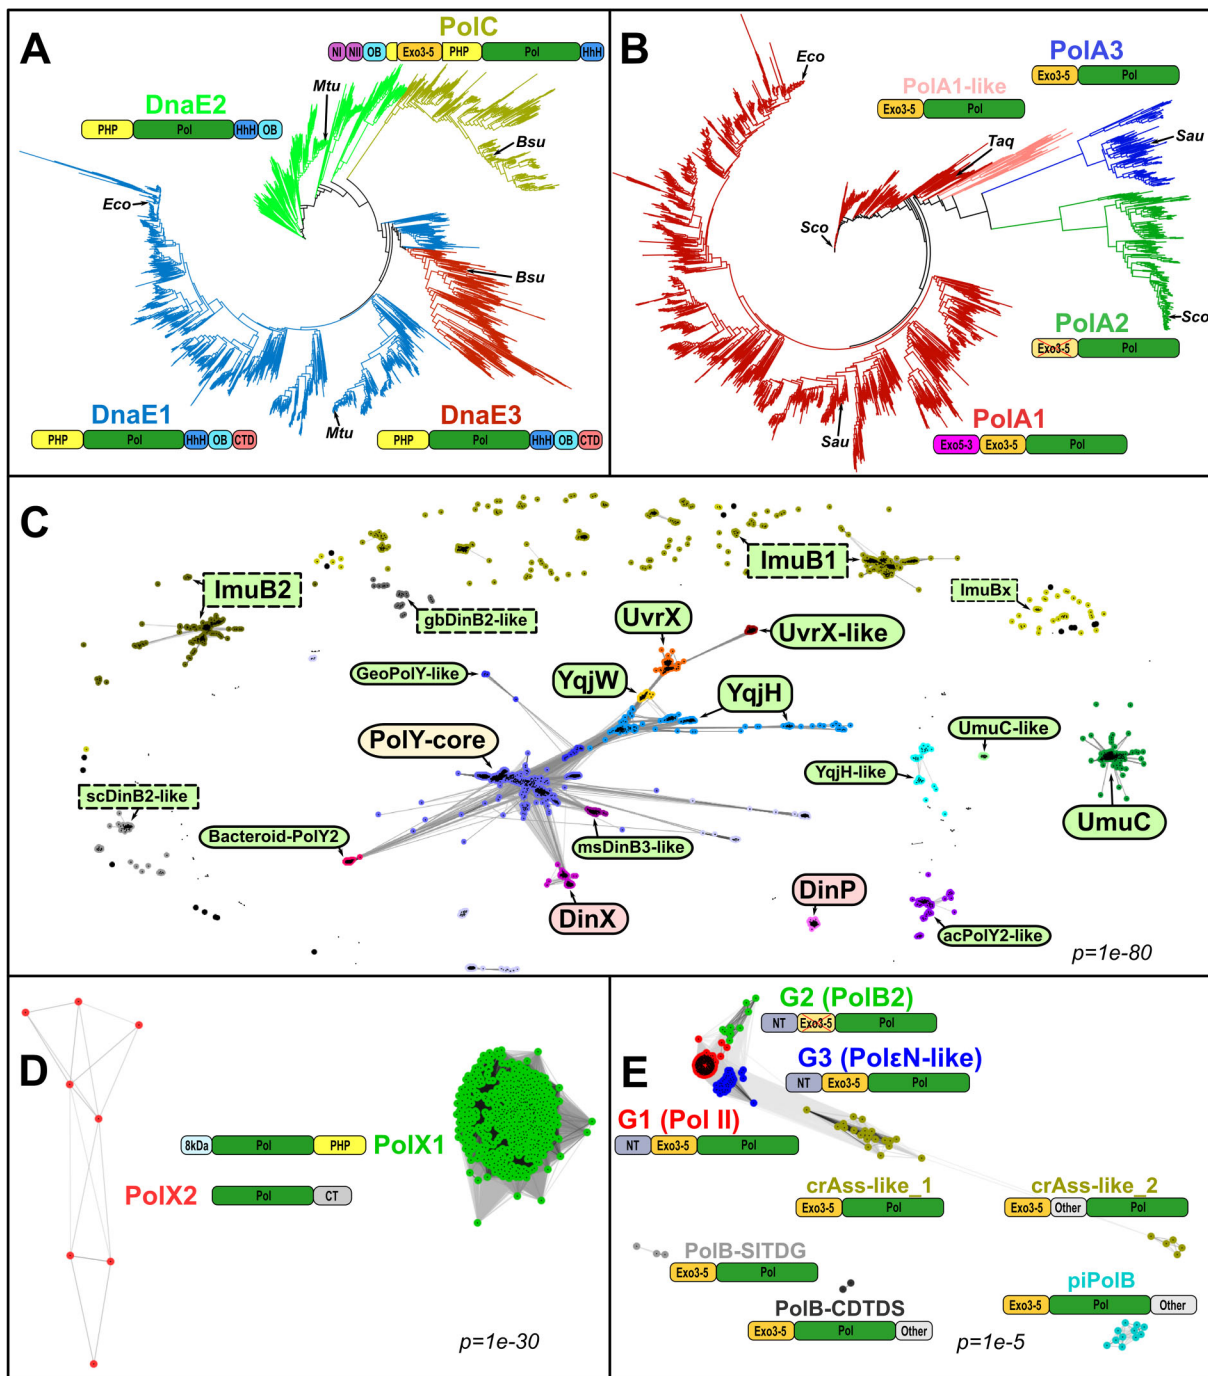 A
PolC
NI NII OB Exo3-5 PHP Pol HhH
DnaE2
PHP Pol HhH OB
Mtu
Bsu
Eco
Bsu
DnaE1
PHP Pol HhH OB CTD
Mtu
DnaE3
PHP Pol HhH OB CTD
B
Eco
PolA1-like
Exo3-5 Pol
PolA3
Exo3-5 Pol
Taq
Sau
Sco
Sco
PolA2
Exo3-5 Pol
Sau
PolA1
Exo5-3 Exo3-5 Pol
C
ImuB2
gbDinB2-like
ImuB1
ImuBx
UvrX
UvrX-like
GeoPolY-like
YqjW
YqjH
PolY-core
UmuC-like
YqjH-like
UmuC
scDinB2-like
Bacteroid-PolY2
msDinB3-like
DinX
DinP
acPolY2-like
p=1e-80
D
8kDa Pol PHP
PolX1
PolX2
Pol CT
p=1e-30
E
G2 (PolB2)
NT Exo3-5 Pol
G3 (PolεN-like)
NT Exo3-5 Pol
G1 (Pol II)
NT Exo3-5 Pol
crAss-like_1
Exo3-5 Pol
crAss-like_2
Exo3-5 Other Pol
PolB-SITDG
Exo3-5 Pol
PolB-CDTDS
Exo3-5 Pol Other
piPolB
Exo3-5 Pol Other
p=1e-5